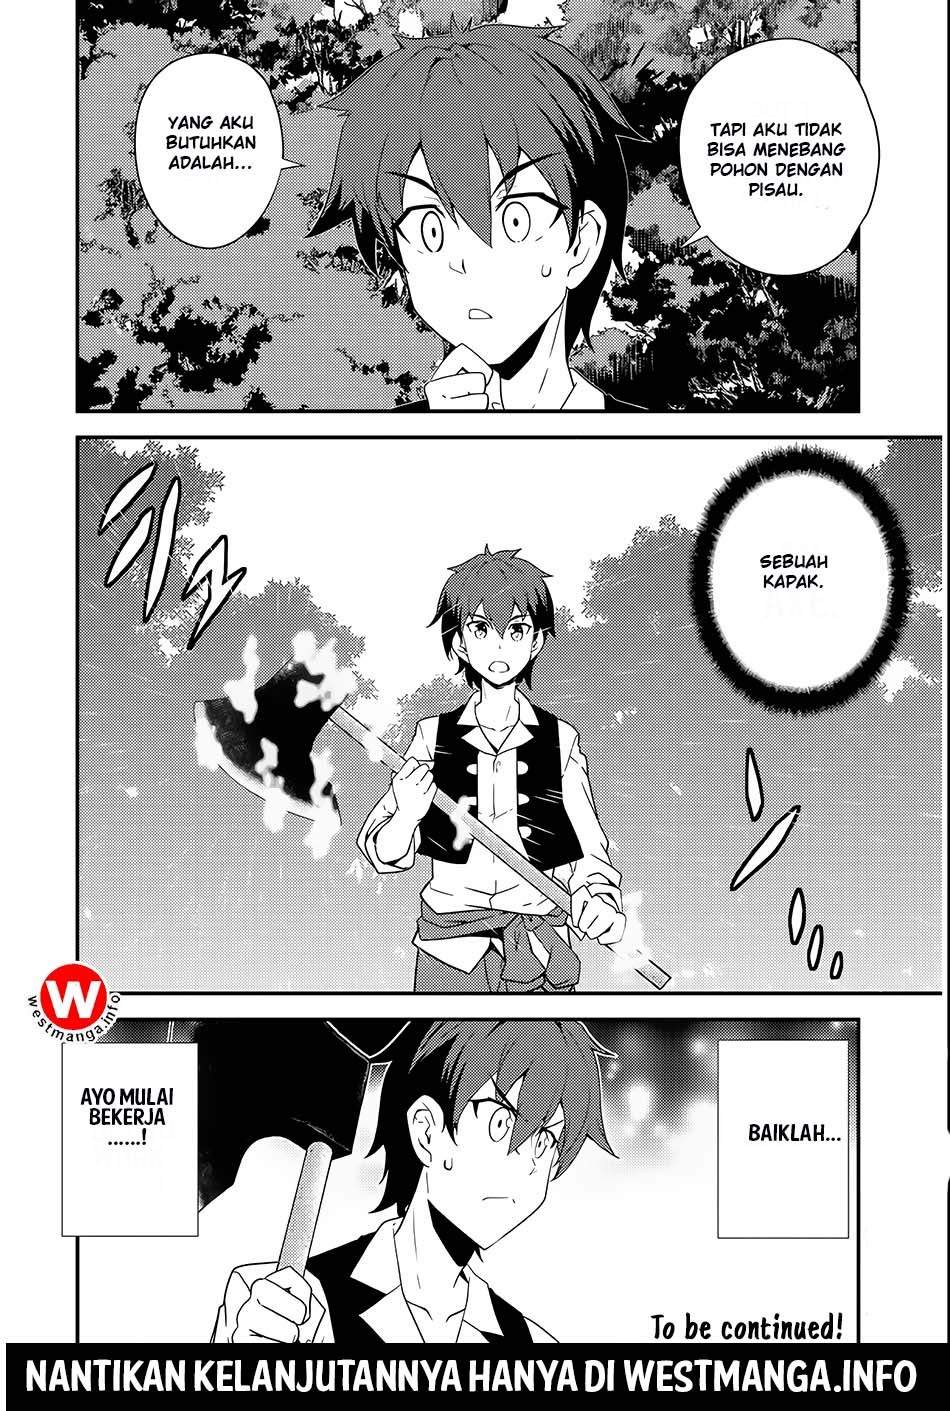 TAPI AKU TIDAK
BISA MENEBANG
POHON DENGAN
PISAU.
YANG AKU
BUTUHKAN
ADALAH...
SEBUAH
KAPAK.
W
westmanga.info
BAIKLAH...
AYO MULAI
BEKERJA
......!
To be continued!
NANTIKAN KELANJUTANNYA HANYA DI WESTMANGA.INFO